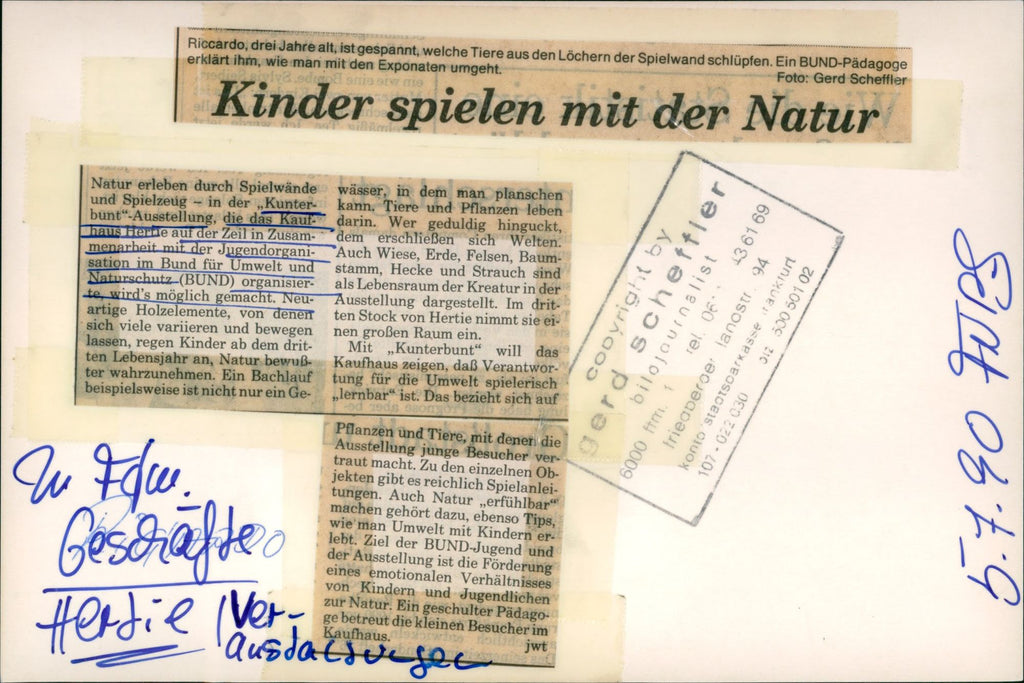 Riccardo, drei Jahre alt, ist gespannt, welche Tiere aus den Löchern der Spielwand schlüpfen. Ein BUND-Pädagoge
erklärt ihm, wie man mit den Exponaten umgeht. Foto: Gerd Scheffler
Kinder spielen mit der Natur
Natur erleben durch Spielwände
und Spielzeug – in der „Kunter-
bunt“-Ausstellung, die das Kauf-
haus Hertie auf der Zeil in Zusam-
menarbeit mit der Jugendorgani-
sation im Bund für Umwelt und
Naturschutz (BUND) organisier-
te, wird's möglich gemacht. Neu-
artige Holzelemente, von denen
sich viele variieren und bewegen
lassen, regen Kinder ab dem drit-
ten Lebensjahr an, Natur bewuß-
ter wahrzunehmen. Ein Bachlauf
beispielsweise ist nicht nur ein Ge-
wässer, in dem man planschen
kann. Tiere und Pflanzen leben
darin. Wer geduldig hinguckt,
dem erschließen sich Welten.
Auch Wiese, Erde, Felsen, Baum-
stamm, Hecke und Strauch sind
als Lebensraum der Kreatur in der
Ausstellung dargestellt. Im drit-
ten Stock von Hertie nimmt sie ei-
nen großen Raum ein.
Mit „Kunterbunt“ will das
Kaufhaus zeigen, daß Verantwor-
tung für die Umwelt spielerisch
„lernbar“ ist. Das bezieht sich auf
Pflanzen und Tiere, mit denen die
Ausstellung junge Besucher ver-
traut macht. Zu den einzelnen Ob-
jekten gibt es reichlich Spielanlei-
tungen. Auch Natur „erfühlbar“
machen gehört dazu, ebenso Tips,
wie man Umwelt mit Kindern er-
lebt. Ziel der BUND-Jugend und
der Ausstellung ist die Förderung
eines emotionalen Verhältnisses
von Kindern und Jugendlichen
zur Natur. Ein geschulter Pädago-
ge betreut die kleinen Besucher im
Kaufhaus. jwt
copyright by
gerd scheffler
bildjournalist
6000 ffm. 1 tel.
friedberger landstr. 94
konto stadtsparkasse frankfurt
107-022 030 blz 500 501 02
Geschäfte
Hertie / Ver-
anstaltungen
5.7.90 FNPS